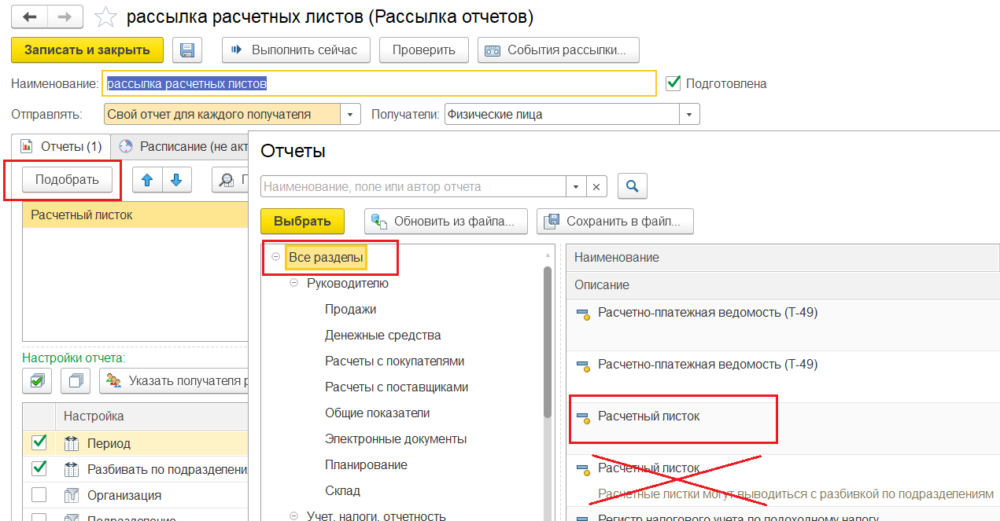 рассылка расчетных листов (Рассылка отчетов)
Записать и закрыть Выполнить сейчас Проверить События рассылки...
Наименование: рассылка расчетных листов Подготовлена
Отправлять: Свой отчет для каждого получателя Получатели: Физические лица
Отчеты (1) Расписание (не акт
Подобрать П
Расчетный листок
Настройки отчета:
Указать получателя р
Настройка
Период
Разбивать по подразделени
Организация
Подразделение
Отчеты
Наименование, поле или автор отчета
Выбрать Обновить из файла... Сохранить в файл...
Все разделы
Руководителю
Продажи
Денежные средства
Расчеты с покупателями
Расчеты с поставщиками
Общие показатели
Электронные документы
Планирование
Склад
Учет, налоги, отчетность
Наименование
Описание
Расчетно-платежная ведомость (Т-49)
Расчетно-платежная ведомость (Т-49)
Расчетный листок
Расчетный листок
Расчетные листки могут выводиться с разбивкой по подразделениям
Регистр налогового учета по подоходному налогу